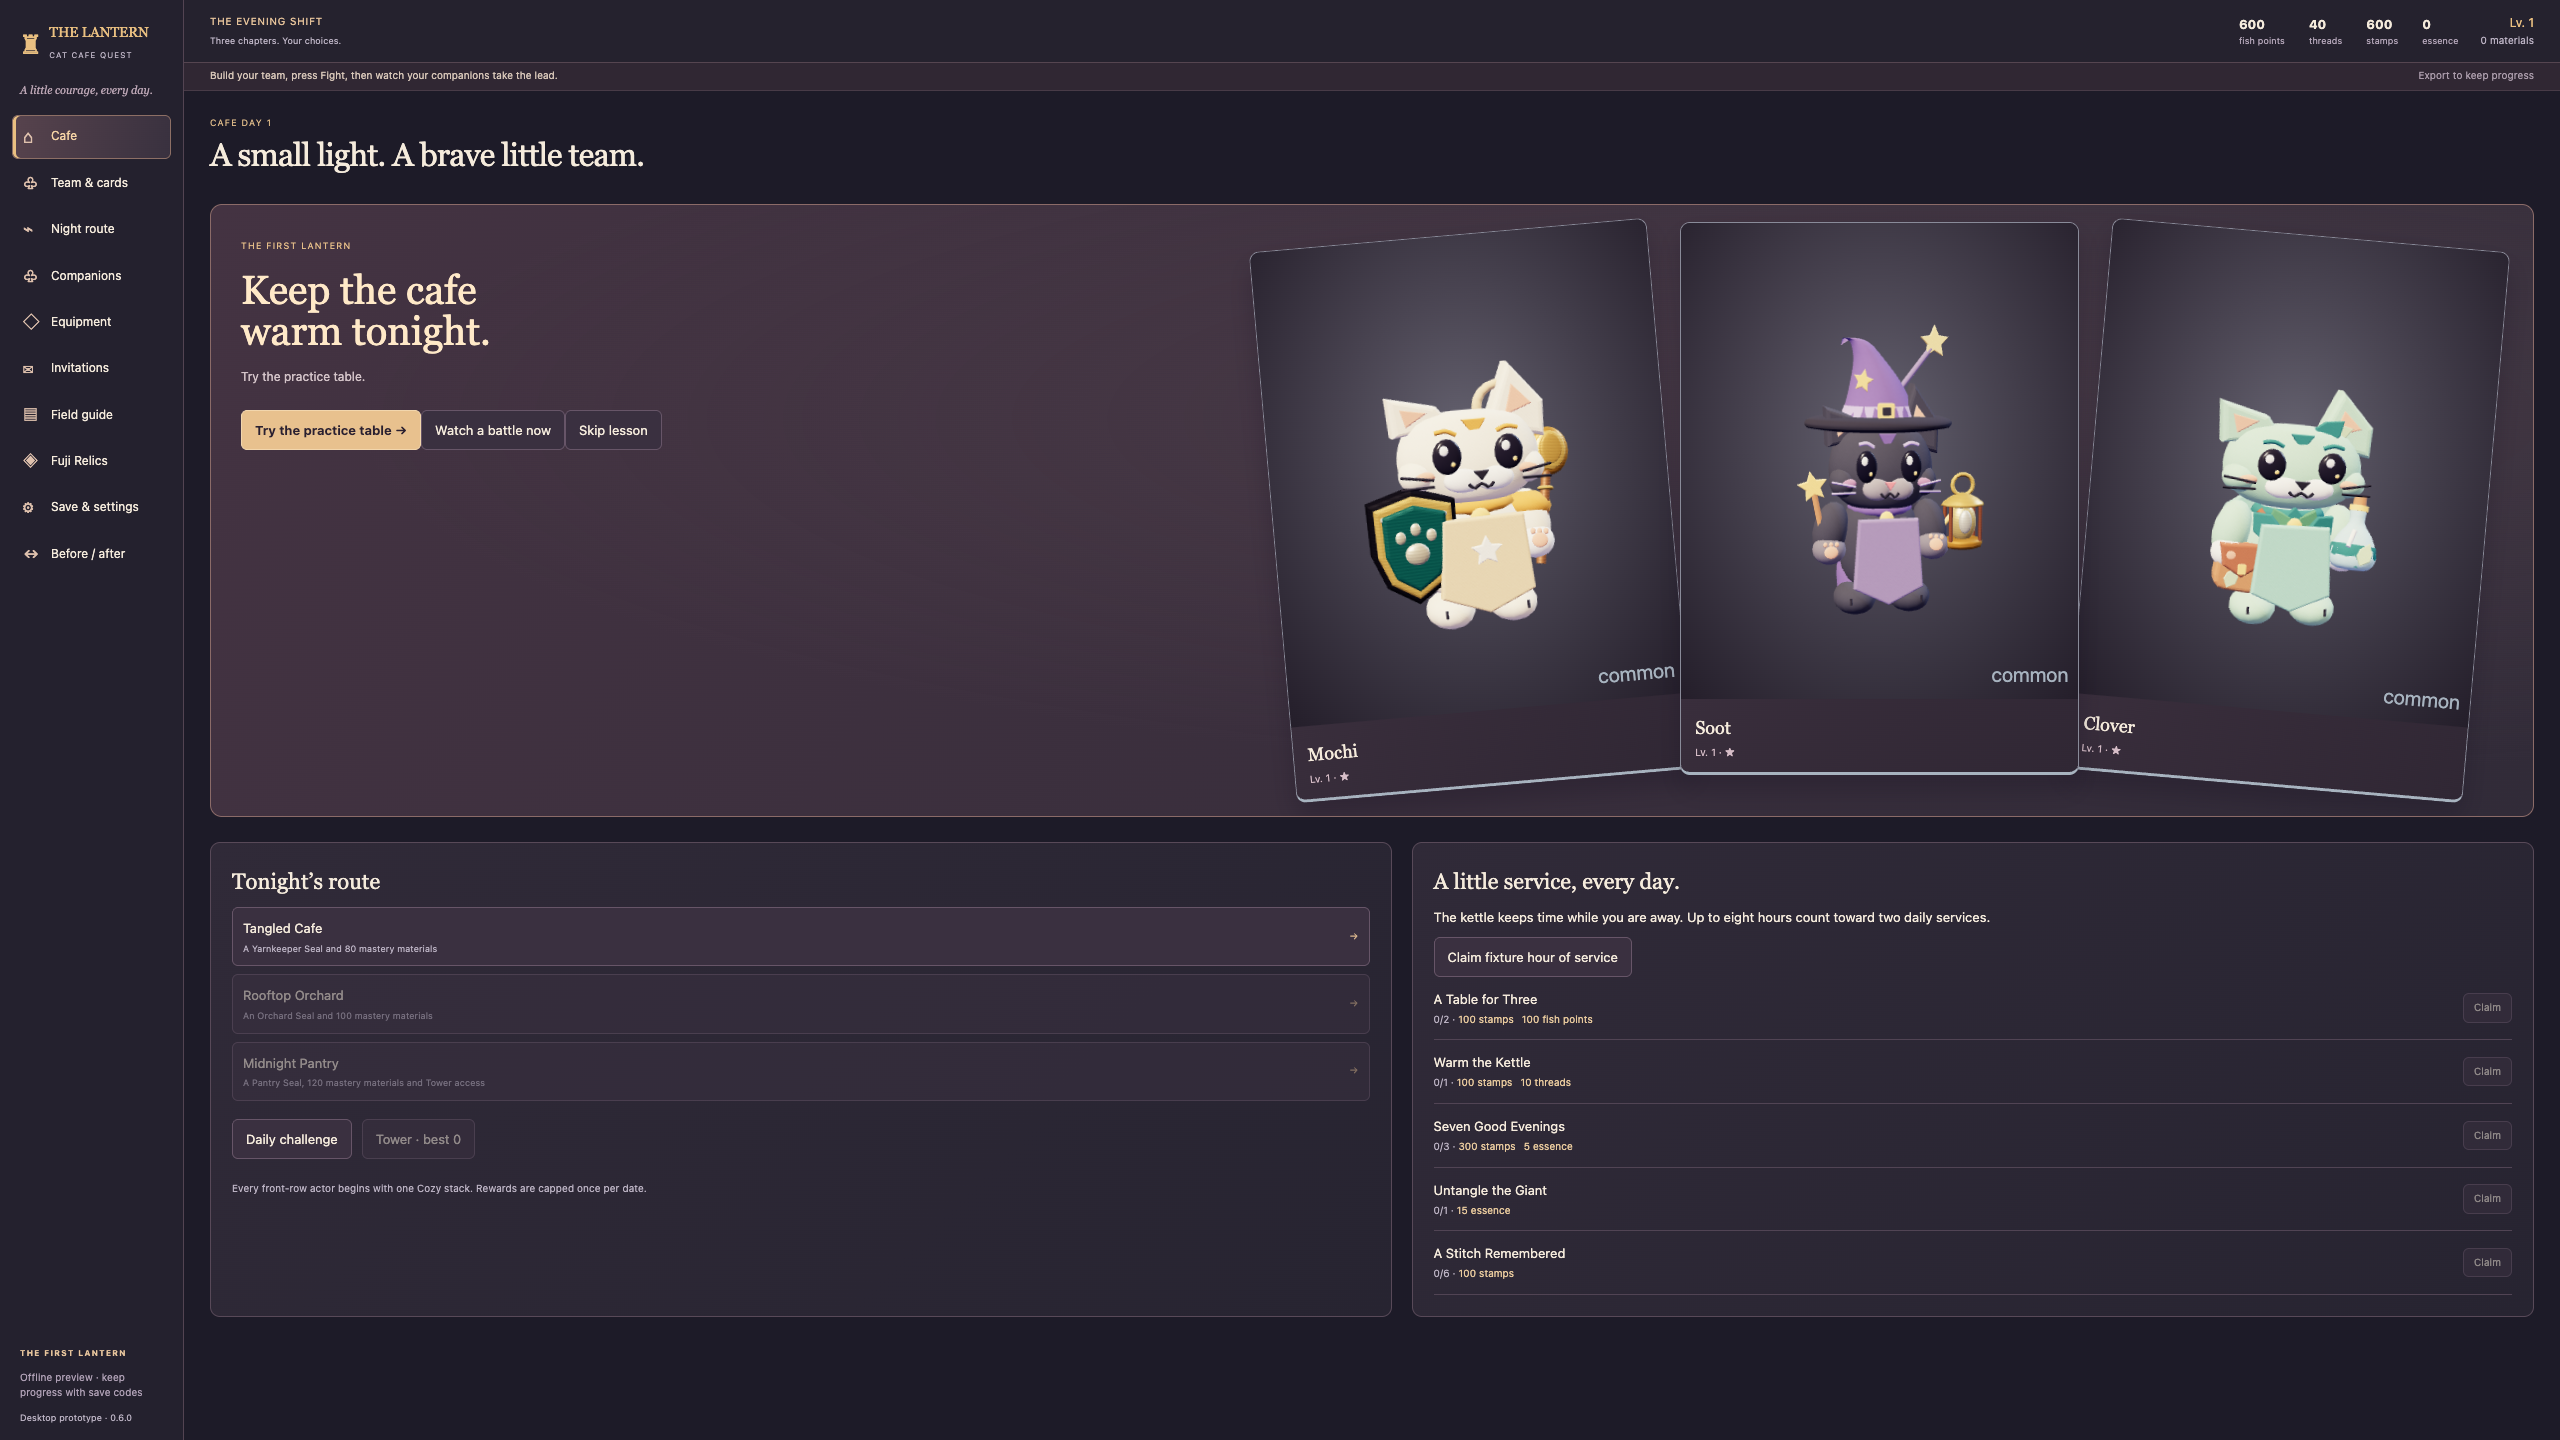 THE LANTERN
CAT CAFE QUEST
A little courage, every day.
Cafe
Team & cards
Night route
Companions
Equipment
Invitations
Field guide
Fuji Relics
Save & settings
Before / after
THE FIRST LANTERN
Offline preview · keep
progress with save codes
Desktop prototype · 0.6.0
THE EVENING SHIFT
Three chapters. Your choices.
600 fish points
40 threads
600 stamps
0 essence
Lv. 1
0 materials
Build your team, press Fight, then watch your companions take the lead.
Export to keep progress
CAFE DAY 1
A small light. A brave little team.
THE FIRST LANTERN
Keep the cafe
warm tonight.
Try the practice table.
Try the practice table →
Watch a battle now
Skip lesson
common
Mochi
Lv. 1 · ★
common
Soot
Lv. 1 · ★
common
Clover
Lv. 1 · ★
Tonight’s route
Tangled Cafe
A Yarnkeeper Seal and 80 mastery materials
→
Rooftop Orchard
An Orchard Seal and 100 mastery materials
→
Midnight Pantry
A Pantry Seal, 120 mastery materials and Tower access
→
Daily challenge
Tower · best 0
Every front-row actor begins with one Cozy stack. Rewards are capped once per date.
A little service, every day.
The kettle keeps time while you are away. Up to eight hours count toward two daily services.
Claim fixture hour of service
A Table for Three
0/2 · 100 stamps 100 fish points
Claim
Warm the Kettle
0/1 · 100 stamps 10 threads
Claim
Seven Good Evenings
0/3 · 300 stamps 5 essence
Claim
Untangle the Giant
0/1 · 15 essence
Claim
A Stitch Remembered
0/6 · 100 stamps
Claim